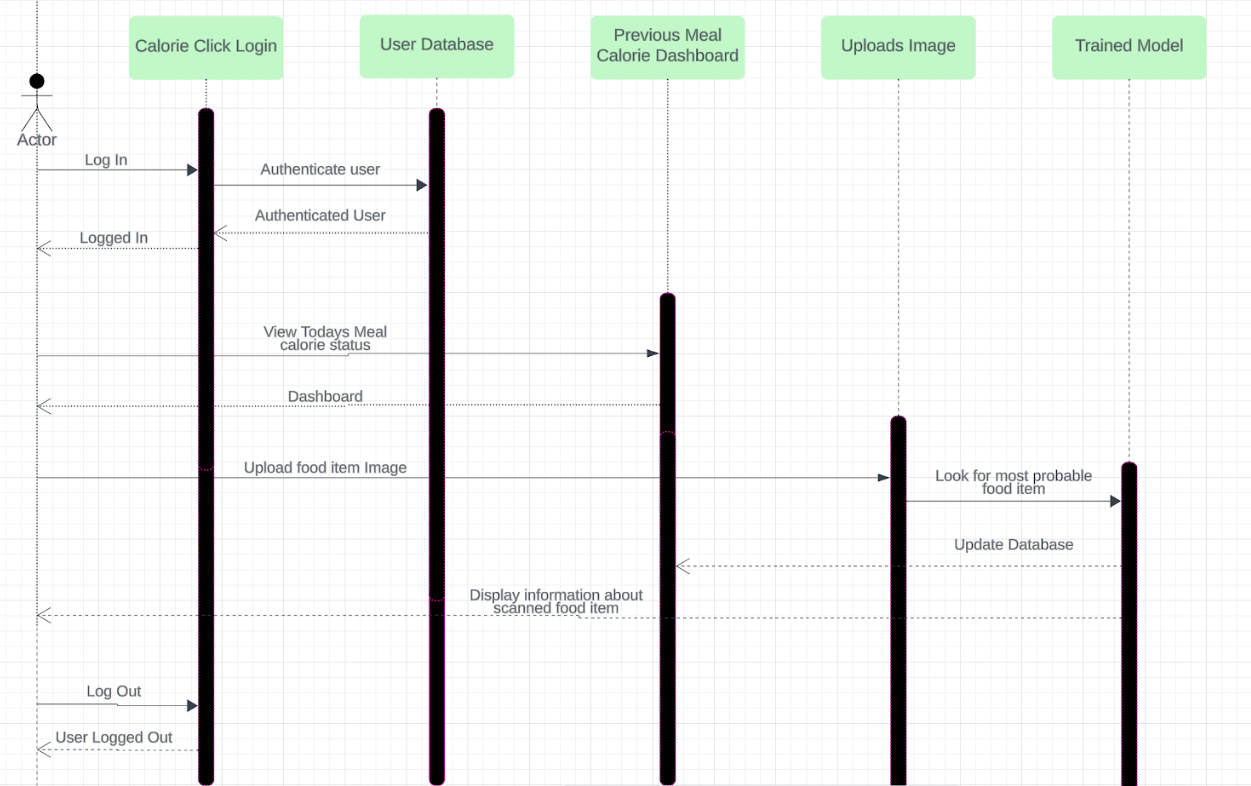 Calorie Click Login
User Database
Previous Meal
Calorie Dashboard
Uploads Image
Trained Model
Actor
Log In
Authenticate user
Authenticated User
Logged In
View Todays Meal
calorie status
Dashboard
Upload food item Image
Look for most probable
food item
Update Database
Display information about
scanned food item
Log Out
User Logged Out